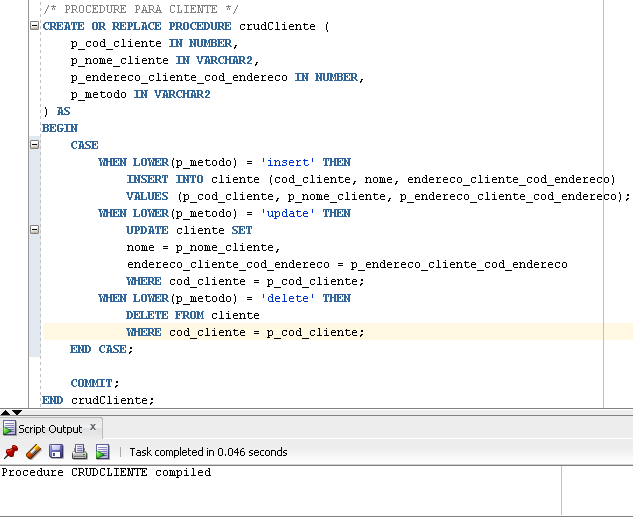 /* PROCEDURE PARA CLIENTE */
CREATE OR REPLACE PROCEDURE crudCliente (
    p_cod_cliente IN NUMBER,
    p_nome_cliente IN VARCHAR2,
    p_endereco_cliente_cod_endereco IN NUMBER,
    p_metodo IN VARCHAR2
) AS
BEGIN
    CASE
        WHEN LOWER(p_metodo) = 'insert' THEN
            INSERT INTO cliente (cod_cliente, nome, endereco_cliente_cod_endereco)
            VALUES (p_cod_cliente, p_nome_cliente, p_endereco_cliente_cod_endereco);
        WHEN LOWER(p_metodo) = 'update' THEN
            UPDATE cliente SET
            nome = p_nome_cliente,
            endereco_cliente_cod_endereco = p_endereco_cliente_cod_endereco
            WHERE cod_cliente = p_cod_cliente;
        WHEN LOWER(p_metodo) = 'delete' THEN
            DELETE FROM cliente
            WHERE cod_cliente = p_cod_cliente;
    END CASE;
    COMMIT;
END crudCliente;
Script Output x
Task completed in 0.046 seconds
Procedure CRUDCLIENTE compiled